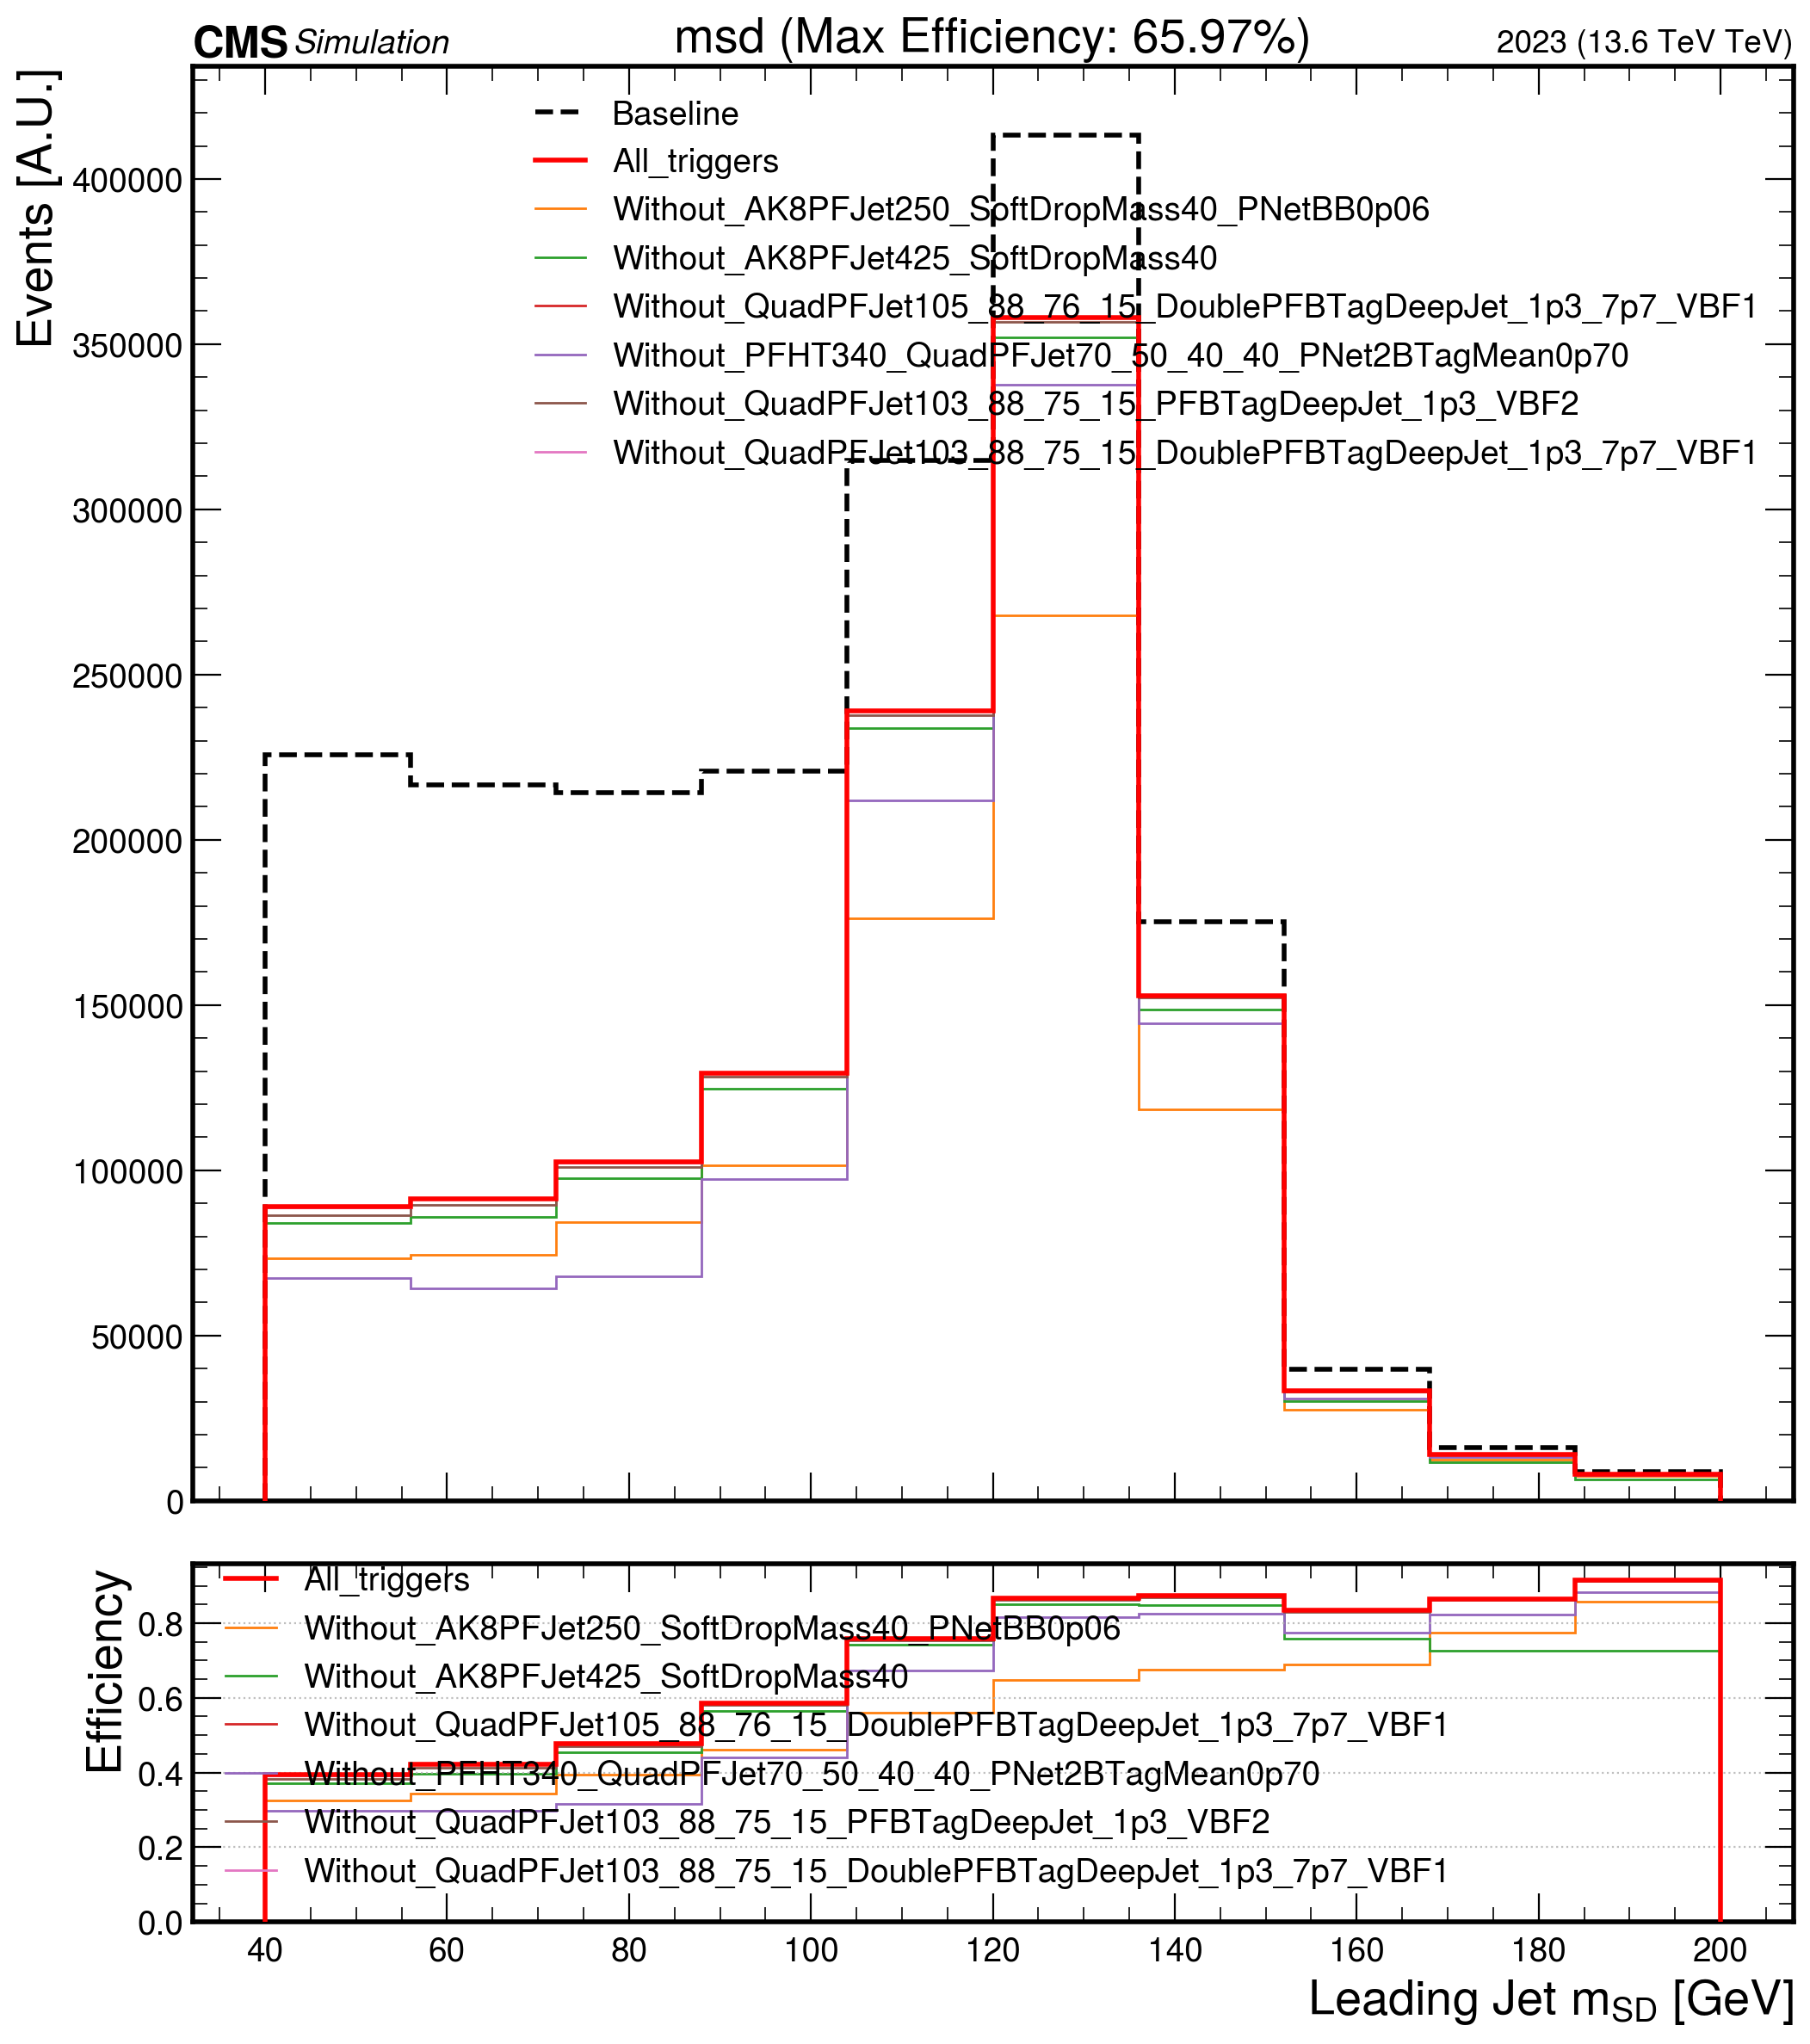 CMS Simulation msd (Max Efficiency: 65.97%) 2023 (13.6 TeV TeV)
Events [A.U.]
Baseline
All_triggers
Without_AK8PFJet250_SoftDropMass40_PNetBB0p06
Without_AK8PFJet425_SoftDropMass40
Without_QuadPFJet105_88_76_15_DoublePFBTagDeepJet_1p3_7p7_VBF1
Without_PFHT340_QuadPFJet70_50_40_40_PNet2BTagMean0p70
Without_QuadPFJet103_88_75_15_PFBTagDeepJet_1p3_VBF2
Without_QuadPFJet103_88_75_15_DoublePFBTagDeepJet_1p3_7p7_VBF1
400000
350000
300000
250000
200000
150000
100000
50000
0
Efficiency
All_triggers
Without_AK8PFJet250_SoftDropMass40_PNetBB0p06
Without_AK8PFJet425_SoftDropMass40
Without_QuadPFJet105_88_76_15_DoublePFBTagDeepJet_1p3_7p7_VBF1
Without_PFHT340_QuadPFJet70_50_40_40_PNet2BTagMean0p70
Without_QuadPFJet103_88_75_15_PFBTagDeepJet_1p3_VBF2
Without_QuadPFJet103_88_75_15_DoublePFBTagDeepJet_1p3_7p7_VBF1
0.8
0.6
0.4
0.2
0.0
40 60 80 100 120 140 160 180 200
Leading Jet mSD [GeV]